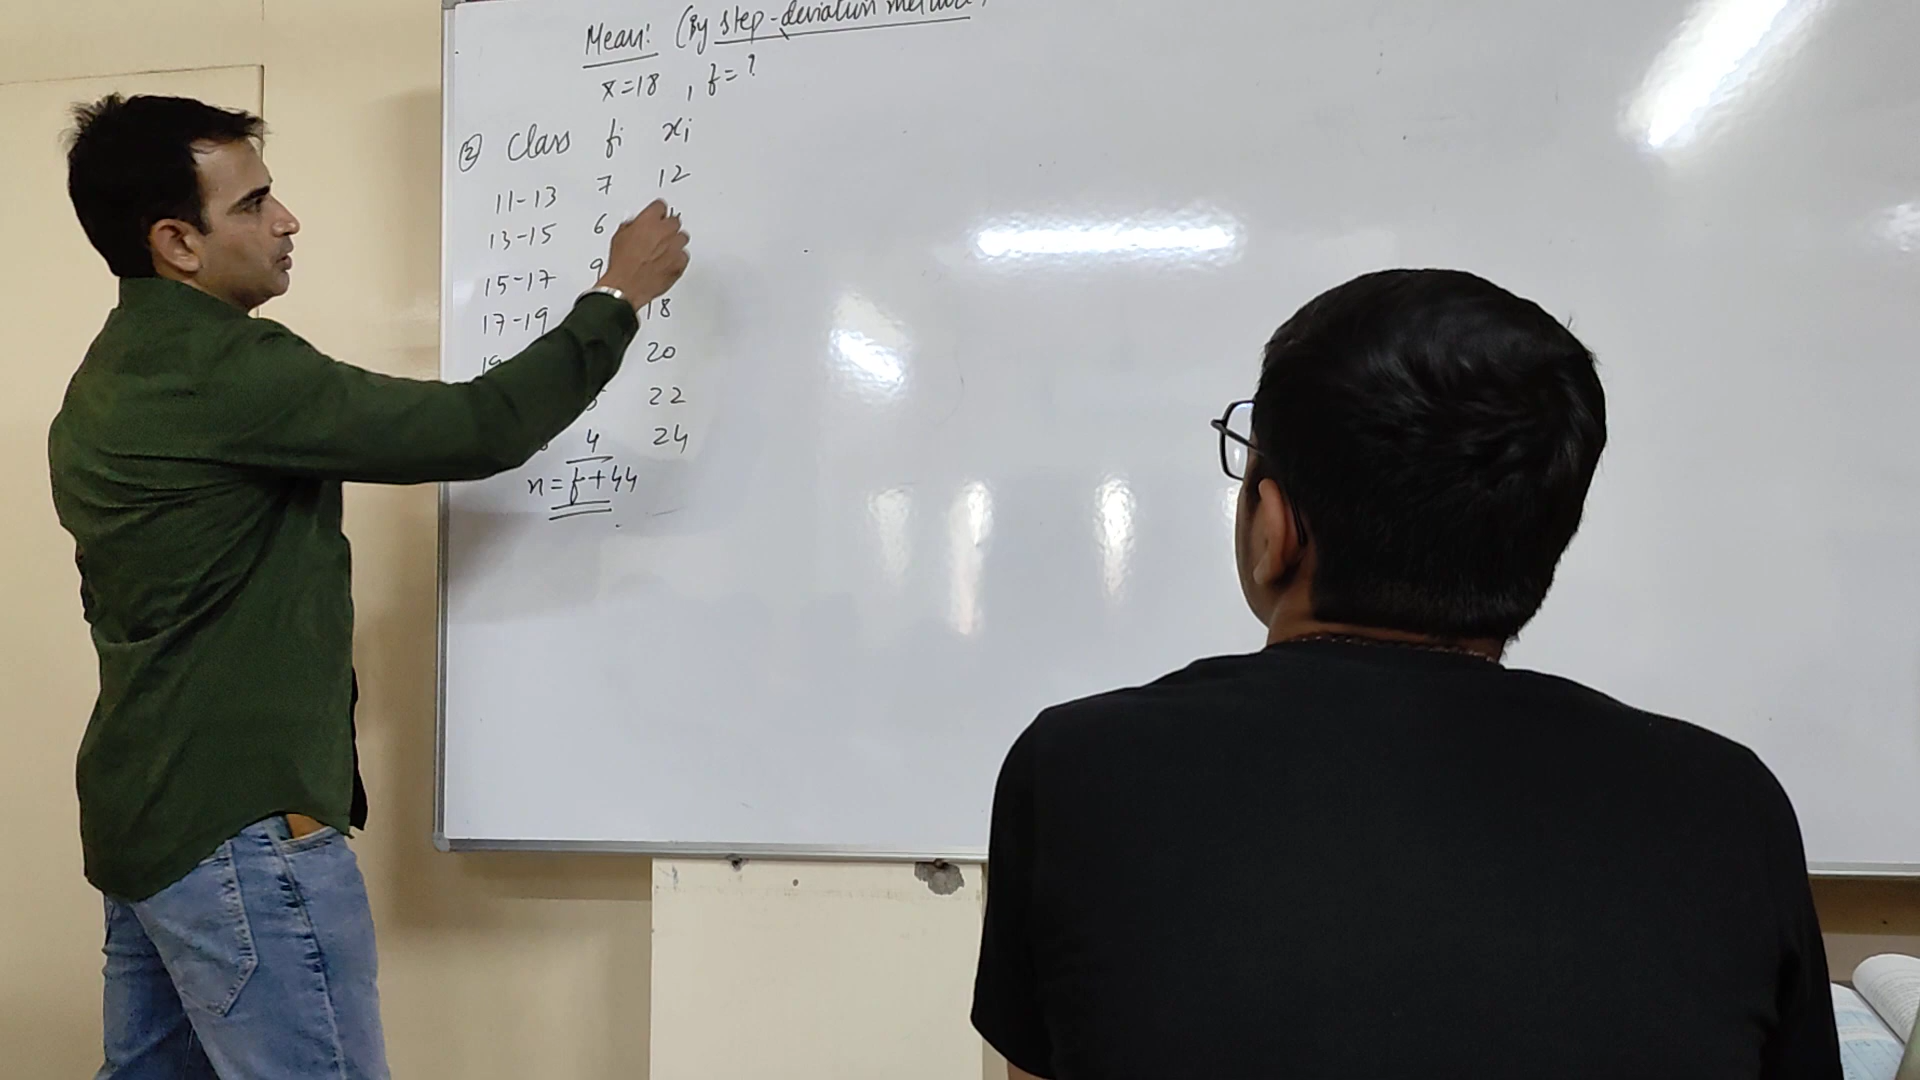 Mean: (By step-deviation method)
x̄=18 , f=?
② Class fi xi
11-13 7 12
13-15 6
15-17 9
17-19 18
20
22
4 24
n=f+44